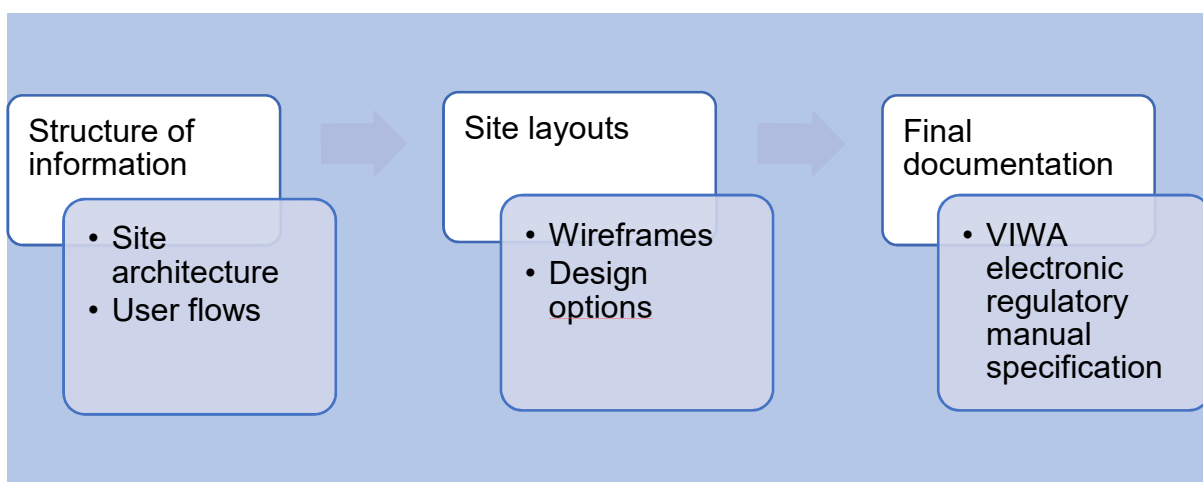 Structure of
information
• Site
architecture
• User flows
Site layouts
• Wireframes
• Design
options
Final
documentation
• VIWA
electronic
regulatory
manual
specification